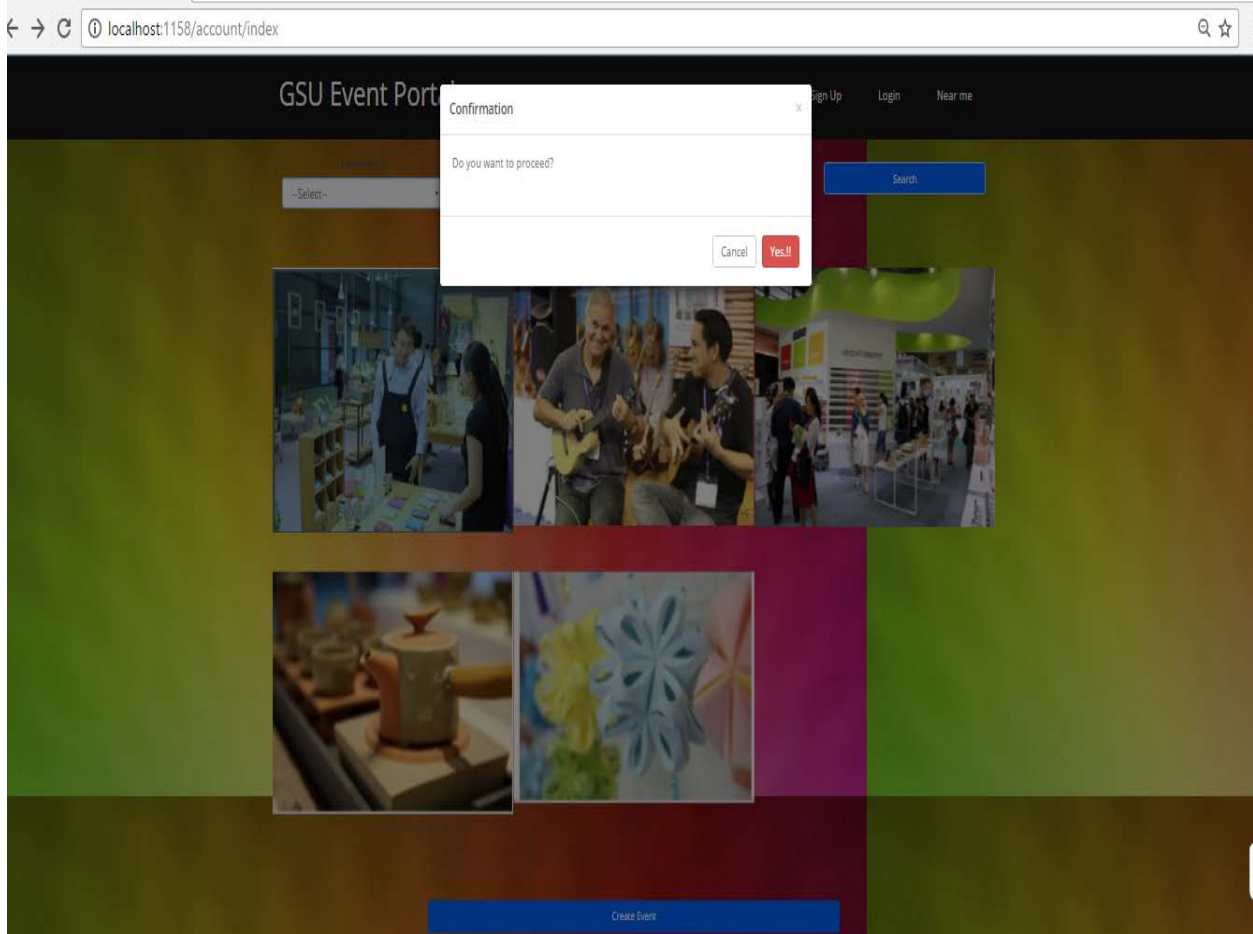 localhost:1158/account/index
GSU Event Port
Sign Up
Login
Near me
Confirmation
x
Do you want to proceed?
Cancel
Yes.!!
--Select--
Search
Create Event